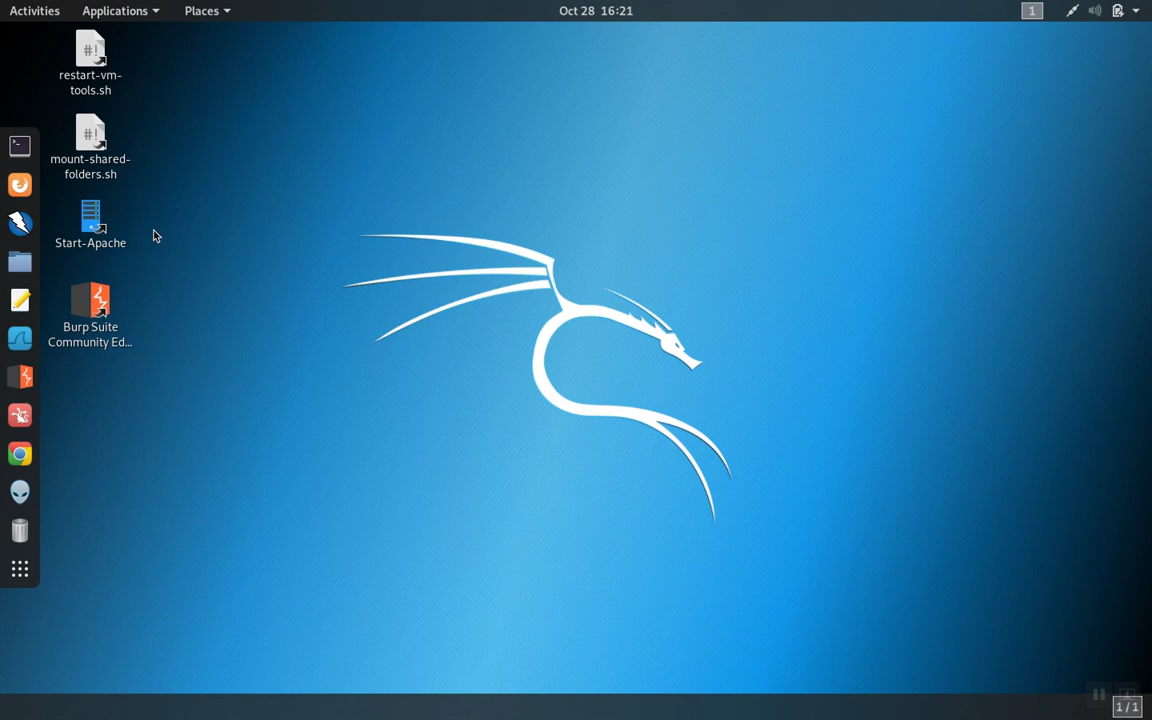 Activities
Applications
Places
Oct 28 16:21
1
#!
restart-vm-
tools.sh
#!
mount-shared-
folders.sh
Start-Apache
Burp Suite
Community Ed...
>_
1 / 1